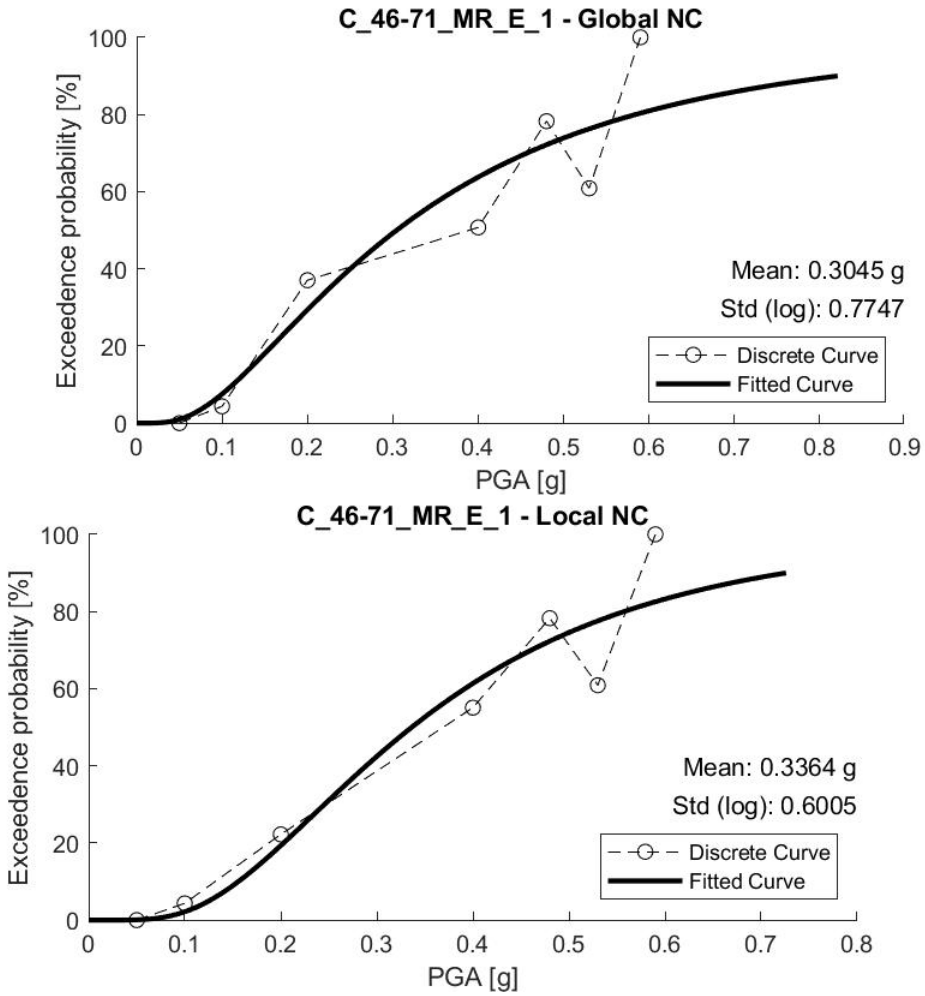 C_46-71_MR_E_1 - Global NC
100
80
60
40
20
0
Exceedence probability [%]
Mean: 0.3045 g
Std (log): 0.7747
Discrete Curve
Fitted Curve
0 0.1 0.2 0.3 0.4 0.5 0.6 0.7 0.8 0.9
PGA [g]
C_46-71_MR_E_1 - Local NC
100
80
60
40
20
0
Exceedence probability [%]
Mean: 0.3364 g
Std (log): 0.6005
Discrete Curve
Fitted Curve
0 0.1 0.2 0.3 0.4 0.5 0.6 0.7 0.8
PGA [g]